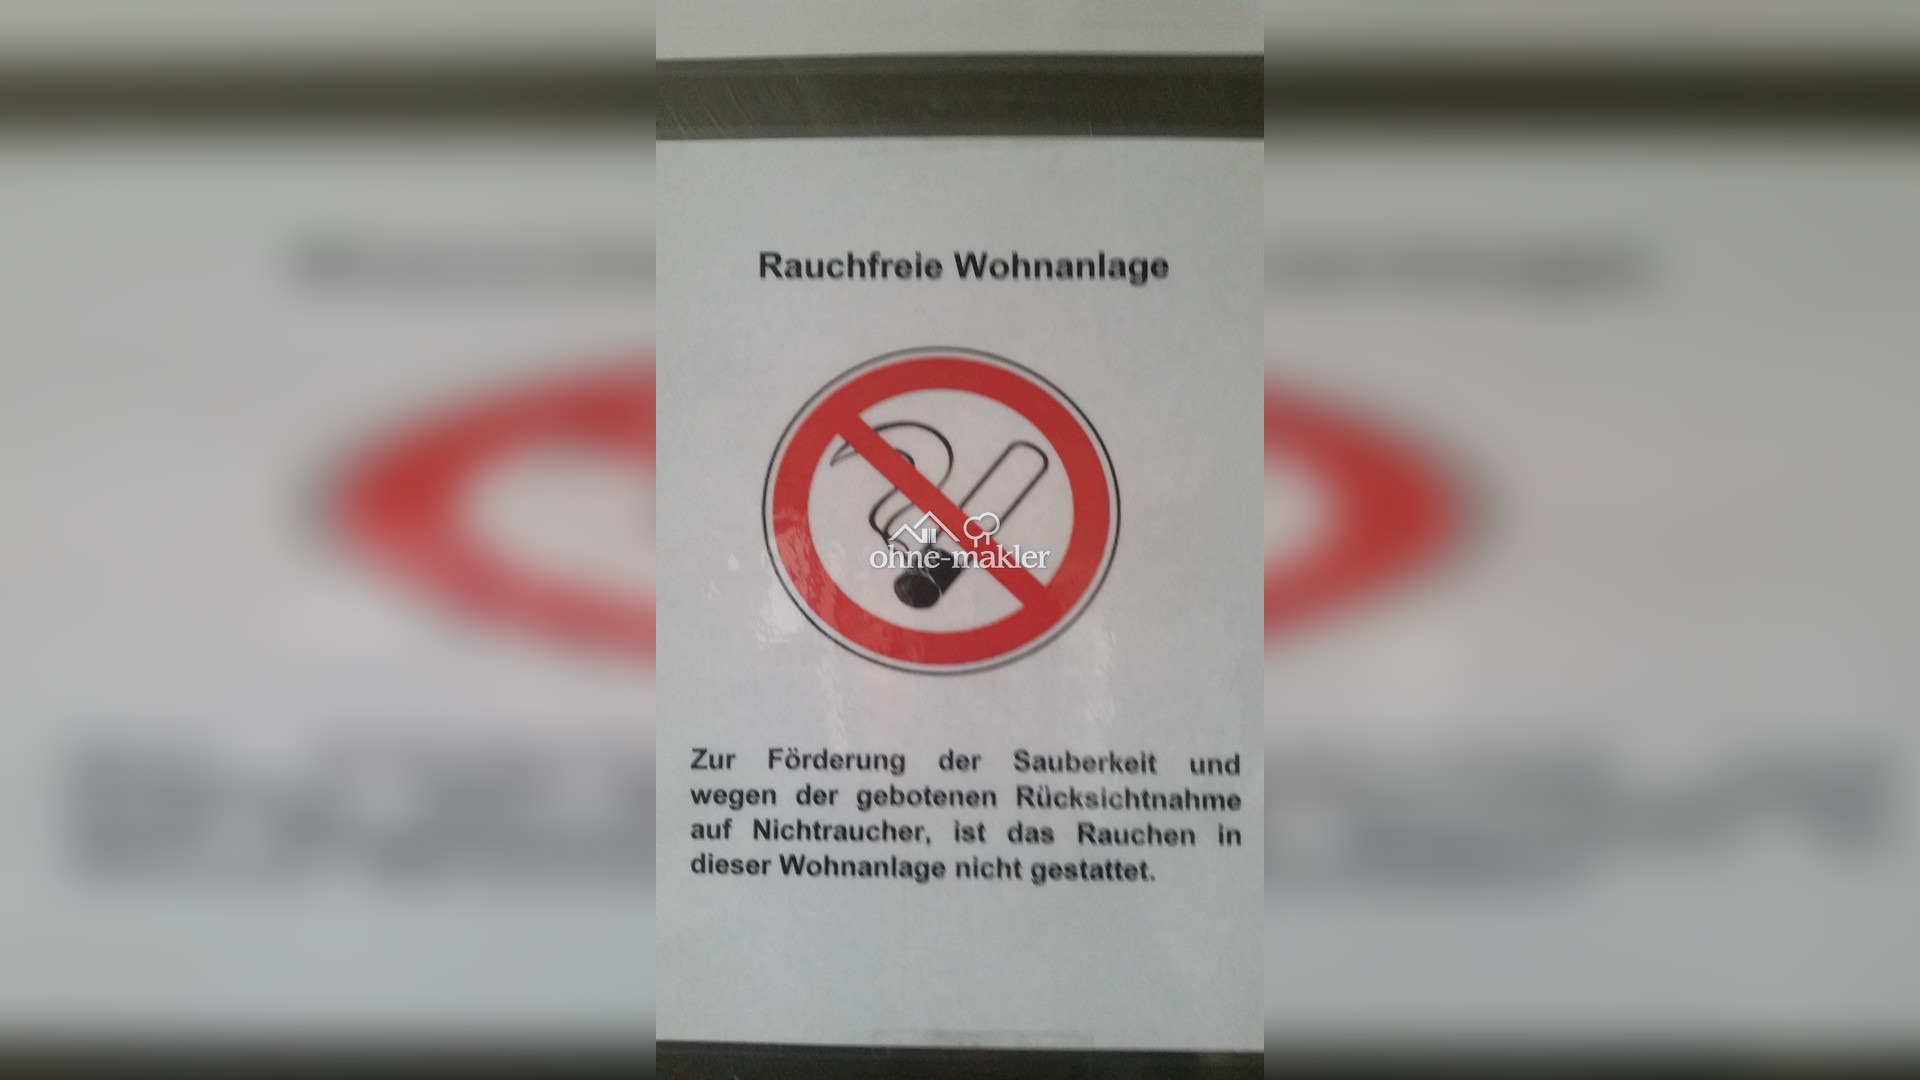 Rauchfreie Wohnanlage
ohne-makler
Zur Förderung der Sauberkeit und
wegen der gebotenen Rücksichtnahme
auf Nichtraucher, ist das Rauchen in
dieser Wohnanlage nicht gestattet.